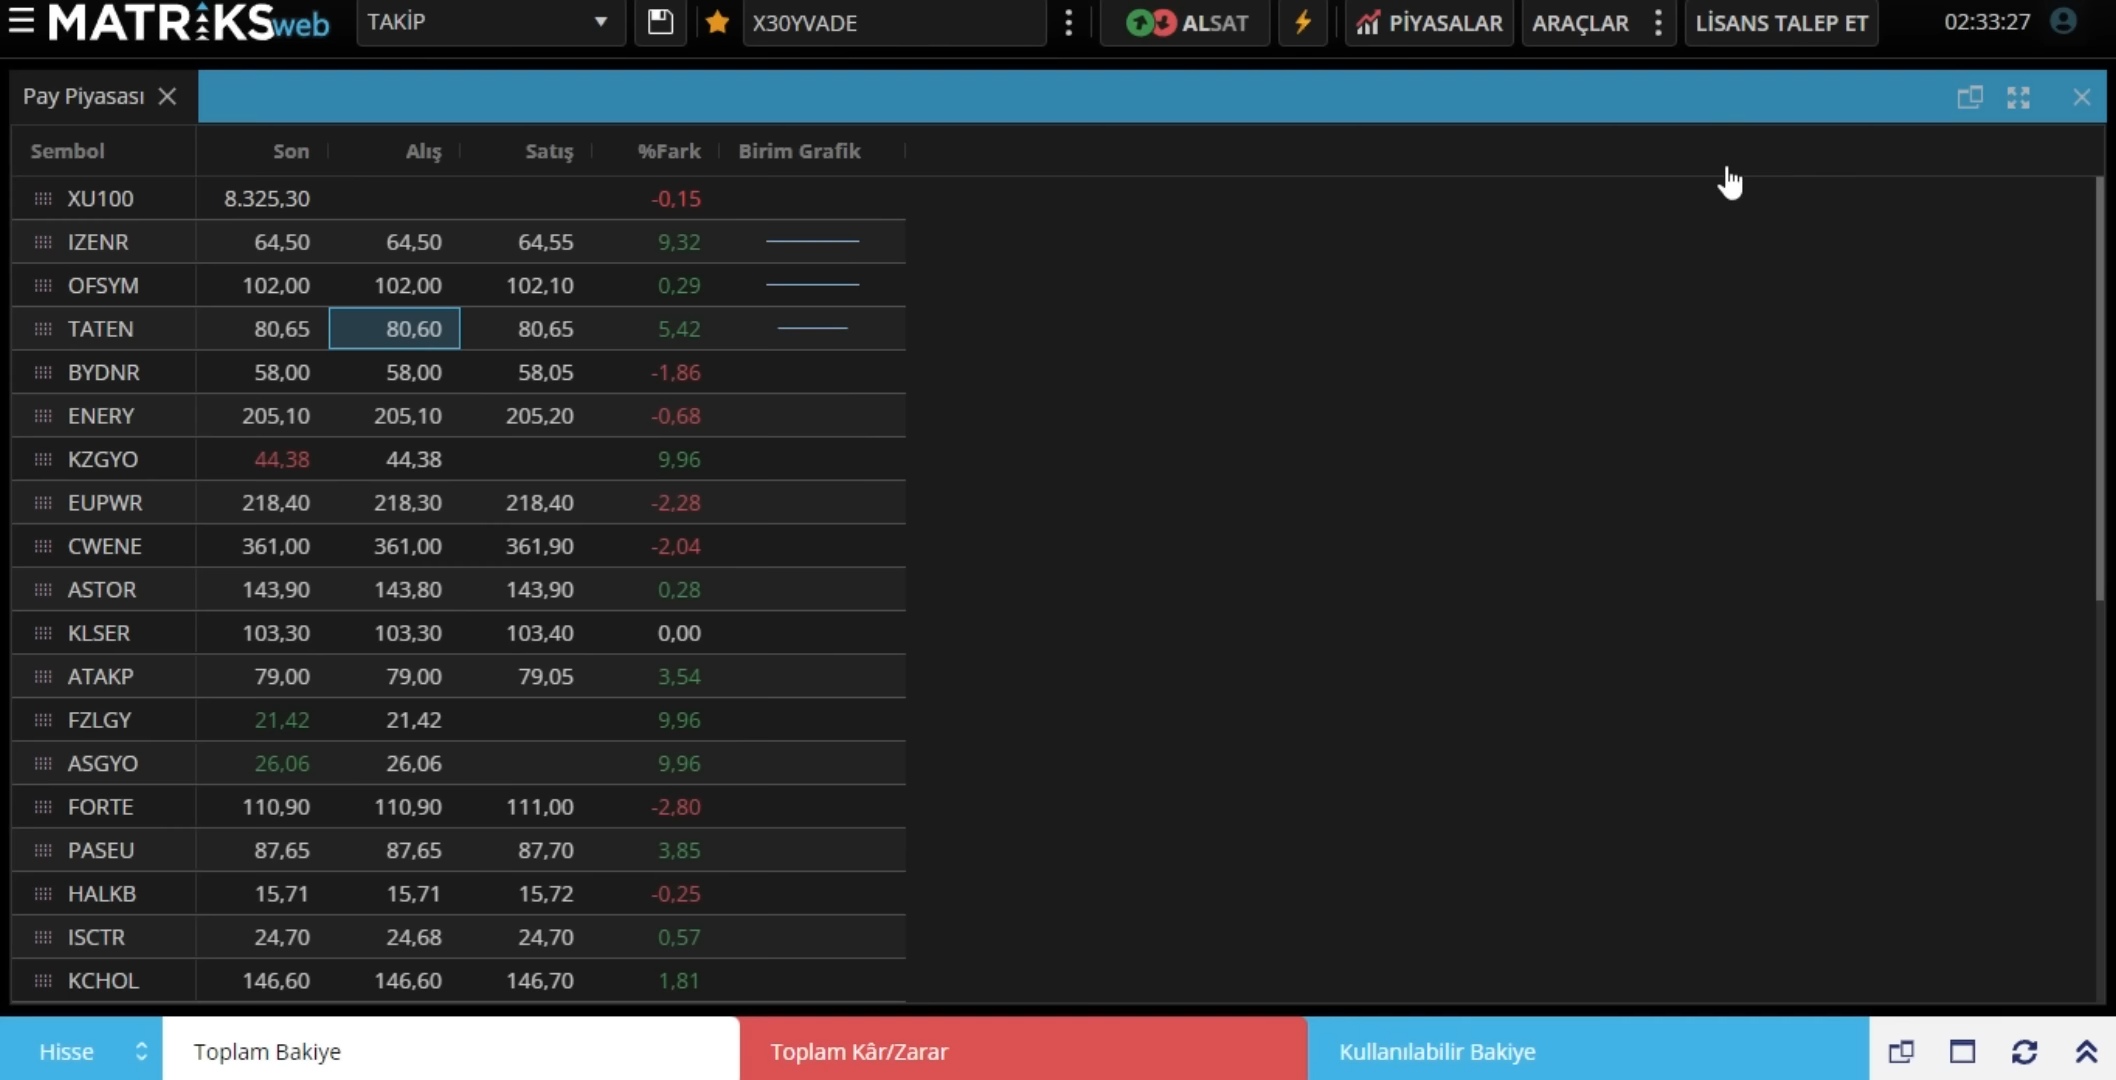 MATRİKSweb TAKİP X30YVADE ALSAT PİYASALAR ARAÇLAR LİSANS TALEP ET 02:33:27
Pay Piyasası
Sembol Son Alış Satış %Fark Birim Grafik
XU100 8.325,30 -0,15
IZENR 64,50 64,50 64,55 9,32
OFSYM 102,00 102,00 102,10 0,29
TATEN 80,65 80,60 80,65 5,42
BYDNR 58,00 58,00 58,05 -1,86
ENERY 205,10 205,10 205,20 -0,68
KZGYO 44,38 44,38 9,96
EUPWR 218,40 218,30 218,40 -2,28
CWENE 361,00 361,00 361,90 -2,04
ASTOR 143,90 143,80 143,90 0,28
KLSER 103,30 103,30 103,40 0,00
ATAKP 79,00 79,00 79,05 3,54
FZLGY 21,42 21,42 9,96
ASGYO 26,06 26,06 9,96
FORTE 110,90 110,90 111,00 -2,80
PASEU 87,65 87,65 87,70 3,85
HALKB 15,71 15,71 15,72 -0,25
ISCTR 24,70 24,68 24,70 0,57
KCHOL 146,60 146,60 146,70 1,81
Hisse Toplam Bakiye Toplam Kâr/Zarar Kullanılabilir Bakiye